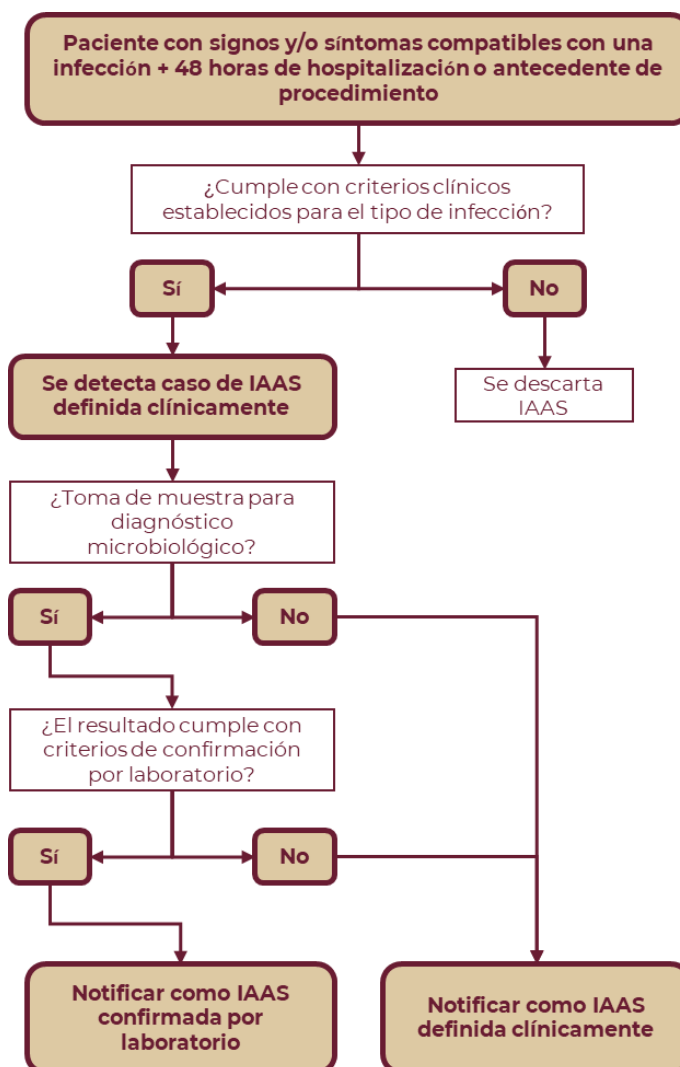 Paciente con signos y/o síntomas compatibles con una
infección + 48 horas de hospitalización o antecedente de
procedimiento
¿Cumple con criterios clínicos
establecidos para el tipo de infección?
Sí
No
Se detecta caso de IAAS
definida clínicamente
Se descarta
IAAS
¿Toma de muestra para
diagnóstico
microbiológico?
Sí
No
¿El resultado cumple con
criterios de confirmación
por laboratorio?
Sí
No
Notificar como IAAS
confirmada por
laboratorio
Notificar como IAAS
definida clínicamente